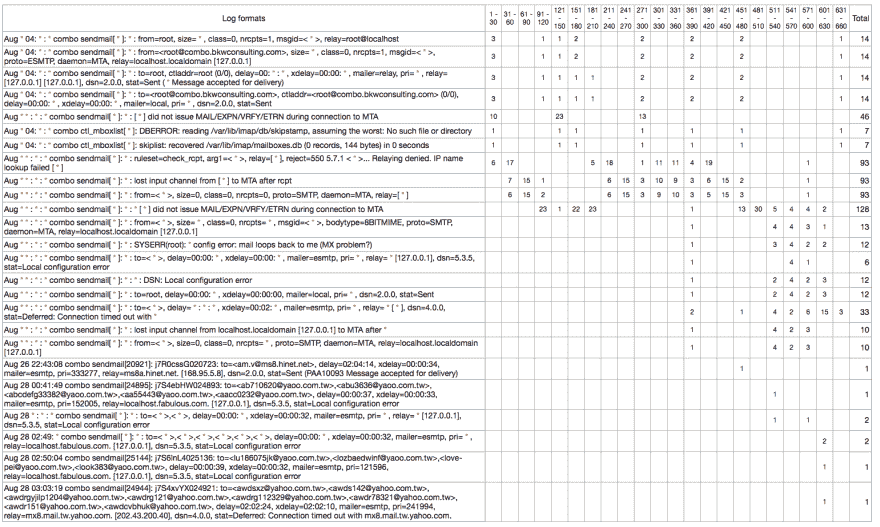 Log formats 1 - 30 31 - 60 61 - 90 91 - 120 121 - 150 151 - 180 181 - 210 211 - 240 241 - 270 271 - 300 301 - 330 331 - 360 361 - 390 391 - 420 421 - 450 451 - 480 481 - 510 511 - 540 541 - 570 571 - 600 601 - 630 631 - 660 Total
Aug * 04: * : * combo sendmail[ * ]: * : from=root, size= * , class=0, nrcpts=1, msgid=< * >, relay=root@localhost 3 1 1 2 2 2 2 1 14
Aug * 04: * : * combo sendmail[ * ]: * : from=<root@combo.bkwconsulting.com>, size= * , class=0, nrcpts=1, msgid=< * >,
proto=ESMTP, daemon=MTA, relay=localhost.localdomain [127.0.0.1] 3 1 1 2 2 2 2 1 14
Aug * 04: * : * combo sendmail[ * ]: * : to=root, ctladdr=root (0/0), delay=00: * : * , xdelay=00:00: * , mailer=relay, pri= * , relay=
[127.0.0.1] [127.0.0.1], dsn=2.0.0, stat=Sent ( * Message accepted for delivery) 3 1 1 1 1 2 2 2 1 14
Aug * 04: * : * combo sendmail[ * ]: * : to=<root@combo.bkwconsulting.com>, ctladdr=<root@combo.bkwconsulting.com> (0/0),
delay=00:00: * , xdelay=00:00: * , mailer=local, pri= * , dsn=2.0.0, stat=Sent 3 1 1 1 1 2 2 2 1 14
Aug * * : * : * combo sendmail[ * ]: * : [ * ] did not issue MAIL/EXPN/VRFY/ETRN during connection to MTA 10 23 13 46
Aug * 04: * : * combo ctl_mboxlist[ * ]: DBERROR: reading /var/lib/imap/db/skipstamp, assuming the worst: No such file or directory 1 1 1 1 1 1 1 7
Aug * 04: * : * combo ctl_mboxlist[ * ]: skiplist: recovered /var/lib/imap/mailboxes.db (0 records, 144 bytes) in 0 seconds 1 1 1 1 1 1 1 7
Aug * * : * : * combo sendmail[ * ]: * : ruleset=check_rcpt, arg1=< * >, relay=[ * ], reject=550 5.7.1 < * >... Relaying denied. IP name
lookup failed [ * ] 6 17 5 18 1 11 11 4 19 1 93
Aug * * : * : * combo sendmail[ * ]: * : lost input channel from [ * ] to MTA after rcpt 7 15 1 6 15 3 10 9 3 6 15 2 1 93
Aug * * : * : * combo sendmail[ * ]: * : from=< * >, size=0, class=0, nrcpts=0, proto=SMTP, daemon=MTA, relay=[ * ] 6 15 2 6 15 3 9 10 3 5 15 3 1 93
Aug * * : * : * combo sendmail[ * ]: * : * [ * ] did not issue MAIL/EXPN/VRFY/ETRN during connection to MTA 23 1 22 23 1 13 30 5 4 4 2 128
Aug * * : * : * combo sendmail[ * ]: * : from=< * >, size= * , class=0, nrcpts= * , msgid=< * >, bodytype=8BITMIME, proto=SMTP,
daemon=MTA, relay=localhost.localdomain [127.0.0.1] 1 4 4 3 1 13
Aug * * : * : * combo sendmail[ * ]: * : SYSERR(root): * config error: mail loops back to me (MX problem?) 1 3 4 2 2 12
Aug * * : * : * combo sendmail[ * ]: * : to=< * >, delay=00:00: * , xdelay=00:00: * , mailer=esmtp, pri= * , relay= * [127.0.0.1], dsn=5.3.5,
stat=Local configuration error 1 4 1 6
Aug * * : * : * combo sendmail[ * ]: * : * : DSN: Local configuration error 1 2 4 2 3 12
Aug * * : * : * combo sendmail[ * ]: * : to=root, delay=00:00: * , xdelay=00:00:00, mailer=local, pri= * , dsn=2.0.0, stat=Sent 1 2 4 2 3 12
Aug * * : * : * combo sendmail[ * ]: * : to=< * >, delay= * : * : * , xdelay=00:02: * , mailer=esmtp, pri= * , relay= * [ * ], dsn=4.0.0,
stat=Deferred: Connection timed out with * 2 1 4 2 6 15 3 33
Aug * * : * : * combo sendmail[ * ]: * : lost input channel from localhost.localdomain [127.0.0.1] to MTA after * 1 4 2 3 10
Aug * * : * : * combo sendmail[ * ]: * : from=< * >, size=0, class=0, nrcpts= * , proto=SMTP, daemon=MTA, relay=localhost.localdomain
[127.0.0.1] 1 4 2 3 10
Aug 26 22:43:08 combo sendmail[20921]: j7R0cssG020723: to=<am.v@ms8.hinet.net>, delay=02:04:14, xdelay=00:00:34,
mailer=esmtp, pri=333277, relay=ms8a.hinet.net. [168.95.5.8], dsn=2.0.0, stat=Sent (PAA10093 Message accepted for delivery) 1 1
Aug 28 00:41:49 combo sendmail[24895]: j7S4ebHW024893: to=<ab710620@yaoo.com.tw>,<abu3636@yaoo.com.tw>,
<abcdefg33382@yaoo.com.tw>,<aa55443@yaoo.com.tw>,<aacc0232@yaoo.com.tw>, delay=00:00:37, xdelay=00:00:33,
mailer=esmtp, pri=152005, relay=localhost.fabulous.com. [127.0.0.1], dsn=5.3.5, stat=Local configuration error 1 1
Aug 28 * : * : * combo sendmail[ * ]: * : to=< * >,< * >, delay=00:00: * , xdelay=00:00:32, mailer=esmtp, pri= * , relay= * [127.0.0.1],
dsn=5.3.5, stat=Local configuration error 1 1 2
Aug 28 02:49: * combo sendmail[ * ]: * : to=< * >,< * >,< * >,< * >,< * >,< * >, delay=00:00: * , xdelay=00:00:32, mailer=esmtp, pri= * ,
relay=localhost.fabulous.com. [127.0.0.1], dsn=5.3.5, stat=Local configuration error 2 2
Aug 28 02:50:04 combo sendmail[25144]: j7S6lnL4025136: to=<lu186075jk@yaoo.com.tw>,<lozbaedwinf@yaoo.com.tw>,<love-
pei@yaoo.com.tw>,<look383@yaoo.com.tw>, delay=00:00:39, xdelay=00:00:32, mailer=esmtp, pri=121596,
relay=localhost.fabulous.com. [127.0.0.1], dsn=5.3.5, stat=Local configuration error 1 1
Aug 28 03:03:19 combo sendmail[24944]: j7S4xvYX024921: to=<awdsxz@yahoo.com.tw>,<awds142@yahoo.com.tw>,
<awdrgyjilp1204@yahoo.com.tw>,<awdrg121@yahoo.com.tw>,<awdrg112329@yahoo.com.tw>,<awdr78321@yahoo.com.tw>,
<awdr151@yahoo.com.tw>,<awdcvbhuk@yahoo.com.tw>, delay=02:02:24, xdelay=02:02:10, mailer=esmtp, pri=241994,
relay=mx8.mail.tw.yahoo.com. [202.43.200.40], dsn=4.0.0, stat=Deferred: Connection timed out with mx8.mail.tw.yahoo.com. 1 1